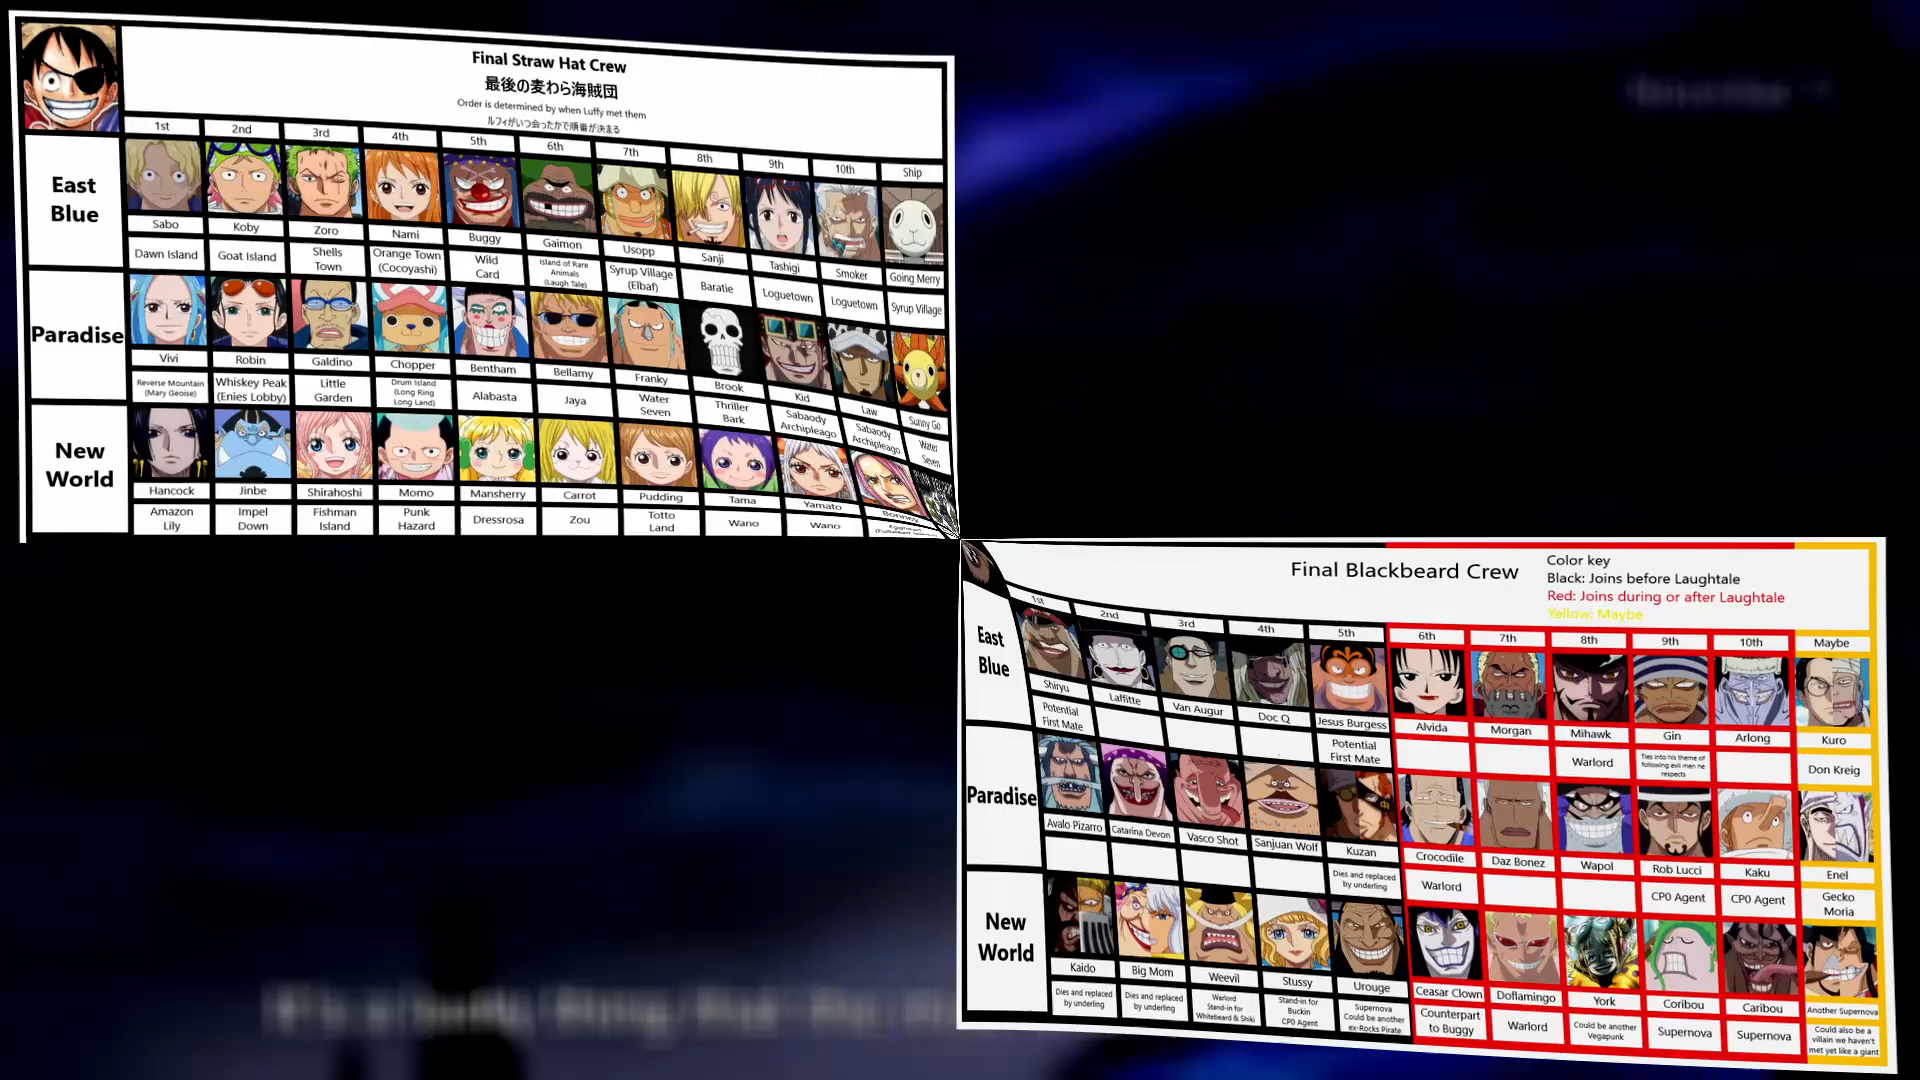 Final Straw Hat Crew
最後の麦わら海賊団
Order is determined by when Luffy met them
ルフィがいつ会ったかで順番が決まる
1st 2nd 3rd 4th 5th 6th 7th 8th 9th 10th Ship
East Blue
Sabo Koby Zoro Nami Buggy Gaimon Usopp Sanji Tashigi Smoker Going Merry
Dawn Island Goat Island Shells Town Orange Town (Cocoyashi) Wild Card Island of Rare Animals (Laugh Tale) Syrup Village (Elbaf) Baratie Loguetown Loguetown Syrup Village
Paradise
Vivi Robin Galdino Chopper Bentham Bellamy Franky Brook Kid Law Sunny Go
Reverse Mountain (Mary Geoise) Whiskey Peak (Enies Lobby) Little Garden Drum Island (Long Ring Long Land) Alabasta Jaya Water Seven Thriller Bark Sabaody Archipleago Sabaody Archipleago Water Seven
New World
Hancock Jinbe Shirahoshi Momo Mansherry Carrot Pudding Tama Yamato Bonney
Amazon Lily Impel Down Fishman Island Punk Hazard Dressrosa Zou Totto Land Wano Wano
Final Blackbeard Crew
Color key
Black: Joins before Laughtale
Red: Joins during or after Laughtale
Yellow: Maybe
1st 2nd 3rd 4th 5th 6th 7th 8th 9th 10th Maybe
East Blue
Shiryu Laffitte Van Augur Doc Q Jesus Burgess Alvida Morgan Mihawk Gin Arlong Kuro
Potential First Mate Potential First Mate Warlord Ties into his theme of following evil men he respects Don Kreig
Paradise
Avalo Pizarro Catarina Devon Vasco Shot Sanjuan Wolf Kuzan Crocodile Daz Bonez Wapol Rob Lucci Kaku Enel
Dies and replaced by underling Warlord CP0 Agent CP0 Agent Gecko Moria
New World
Kaido Big Mom Weevil Stussy Urouge Ceasar Clown Doflamingo York Coribou Caribou Another Supernova
Dies and replaced by underling Dies and replaced by underling Warlord Stand-in for Whitebeard & Shiki Stand-in for Buckin CP0 Agent Supernova Could be another ex-Rocks Pirate Counterpart to Buggy Warlord Could be another Vegapunk Supernova Supernova Could also be a villain we haven't met yet like a giant